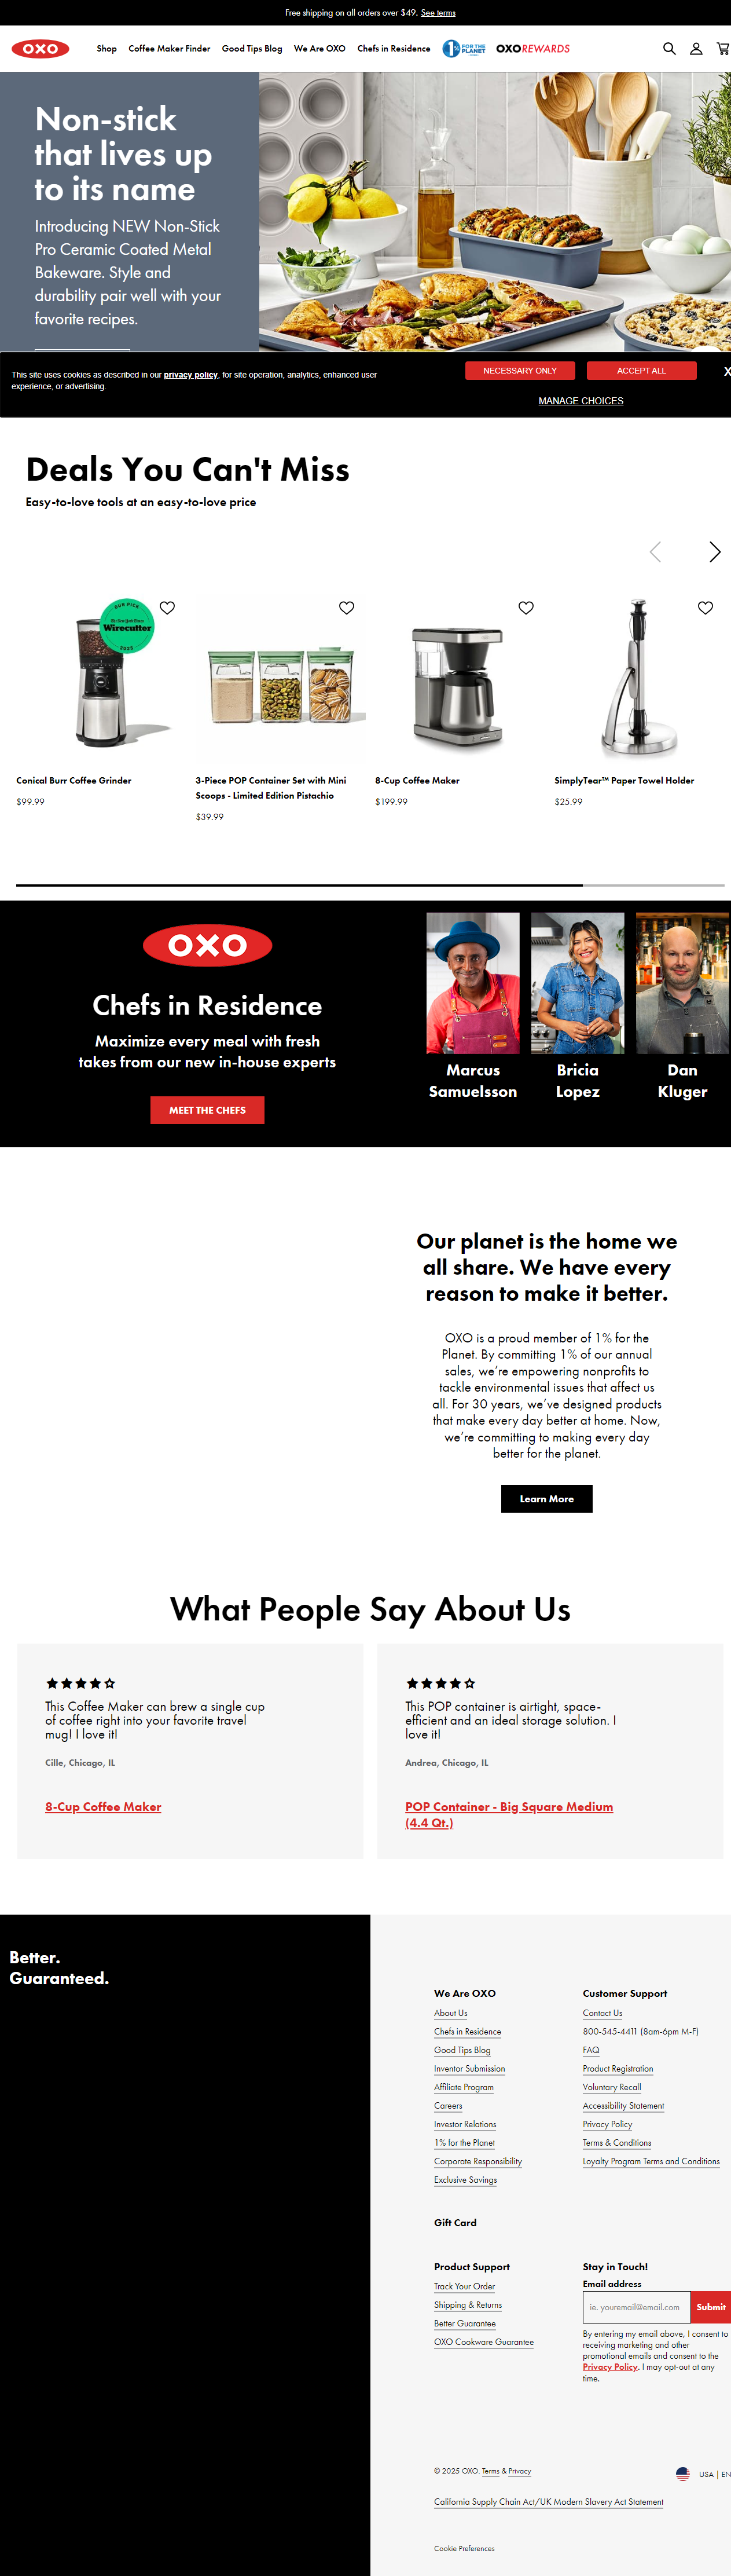 Free shipping on all orders over $49. See terms
OXO
Shop
Coffee Maker Finder
Good Tips Blog
We Are OXO
Chefs in Residence
1% FOR THE
PLANET
OXOREWARDS
Non-stick
that lives up
to its name
Introducing NEW Non-Stick
Pro Ceramic Coated Metal
Bakeware. Style and
durability pair well with your
favorite recipes.
This site uses cookies as described in our privacy policy, for site operation, analytics, enhanced user
experience, or advertising.
NECESSARY ONLY
ACCEPT ALL
X
MANAGE CHOICES
Deals You Can't Miss
Easy-to-love tools at an easy-to-love price
OUR PICK
The New York Times
Wirecutter
2025
Conical Burr Coffee Grinder
$99.99
3-Piece POP Container Set with Mini
Scoops - Limited Edition Pistachio
$39.99
8-Cup Coffee Maker
$199.99
SimplyTear™ Paper Towel Holder
$25.99
OXO
Chefs in Residence
Maximize every meal with fresh
takes from our new in-house experts
MEET THE CHEFS
Marcus
Samuelsson
Bricia
Lopez
Dan
Kluger
Our planet is the home we
all share. We have every
reason to make it better.
OXO is a proud member of 1% for the
Planet. By committing 1% of our annual
sales, we're empowering nonprofits to
tackle environmental issues that affect us
all. For 30 years, we've designed products
that make every day better at home. Now,
we're committing to making every day
better for the planet.
Learn More
What People Say About Us
This Coffee Maker can brew a single cup
of coffee right into your favorite travel
mug! I love it!
Cille, Chicago, IL
8-Cup Coffee Maker
This POP container is airtight, space-
efficient and an ideal storage solution. I
love it!
Andrea, Chicago, IL
POP Container - Big Square Medium
(4.4 Qt.)
Better.
Guaranteed.
We Are OXO
About Us
Chefs in Residence
Good Tips Blog
Inventor Submission
Affiliate Program
Careers
Investor Relations
1% for the Planet
Corporate Responsibility
Exclusive Savings
Customer Support
Contact Us
800-545-4411 (8am-6pm M-F)
FAQ
Product Registration
Voluntary Recall
Accessibility Statement
Privacy Policy
Terms & Conditions
Loyalty Program Terms and Conditions
Gift Card
Product Support
Track Your Order
Shipping & Returns
Better Guarantee
OXO Cookware Guarantee
Stay in Touch!
Email address
ie. youremail@email.com
Submit
By entering my email above, I consent to
receiving marketing and other
promotional emails and consent to the
Privacy Policy. I may opt-out at any
time.
© 2025 OXO. Terms & Privacy
USA | EN
California Supply Chain Act/UK Modern Slavery Act Statement
Cookie Preferences